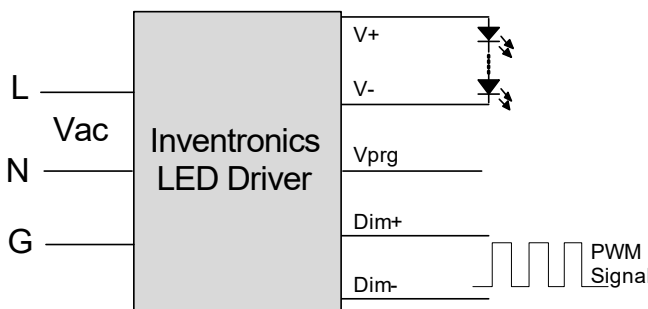 V+
L
V-
Vac
Inventronics
LED Driver
N
Vprg
Dim+
G
PWM
Signal
Dim-